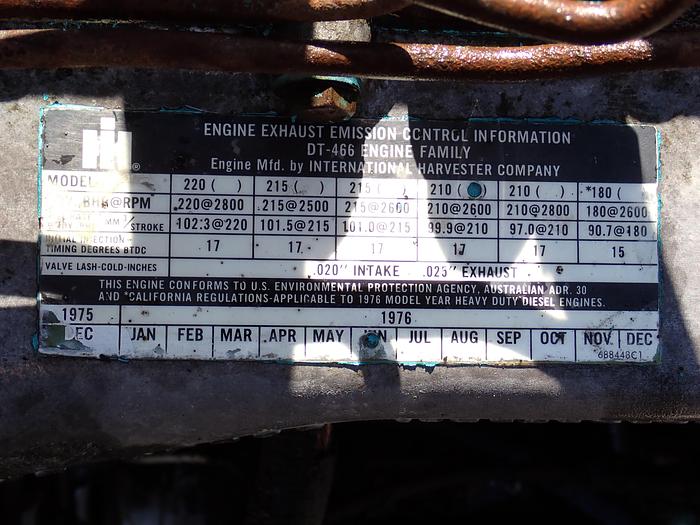 ih ®
ENGINE EXHAUST EMISSION CONTROL INFORMATION
DT-466 ENGINE FAMILY
Engine Mfd. by INTERNATIONAL HARVESTER COMPANY
MODEL 220 ( ) 215 ( ) 215 ( ) 210 ( 210 ( ) *180 (
BHP@RPM 220@2800 215@2500 215@2600 210@2600 210@2800 180@2600
MM³/STROKE 102.3@220 101.5@215 101.0@215 99.9@210 97.0@210 90.7@180
INITIAL INJECTION
TIMING DEGREES BTDC 17 17 17 17 17 15
VALVE LASH-COLD-INCHES .020" INTAKE .025" EXHAUST
THIS ENGINE CONFORMS TO U.S. ENVIRONMENTAL PROTECTION AGENCY, AUSTRALIAN ADR. 30
AND *CALIFORNIA REGULATIONS-APPLICABLE TO 1976 MODEL YEAR HEAVY DUTY DIESEL ENGINES.
1975 1976
DEC JAN FEB MAR APR MAY JUN JUL AUG SEP OCT NOV DEC
688448C1